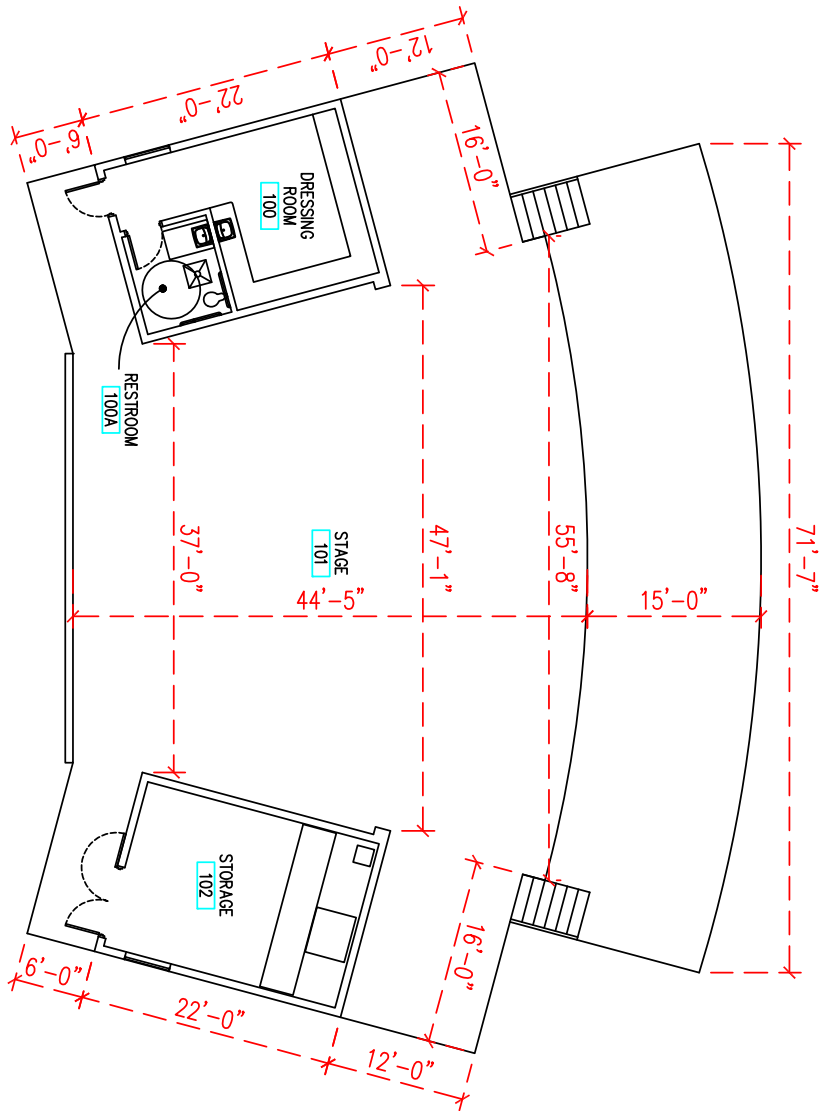 12'-0"
22'-0"
6'-0"
16'-0"
DRESSING
ROOM
100
RESTROOM
100A
71'-7"
55'-8"
47'-1"
37'-0"
STAGE
101
44'-5"
15'-0"
STORAGE
102
16'-0"
6'-0"
22'-0"
12'-0"